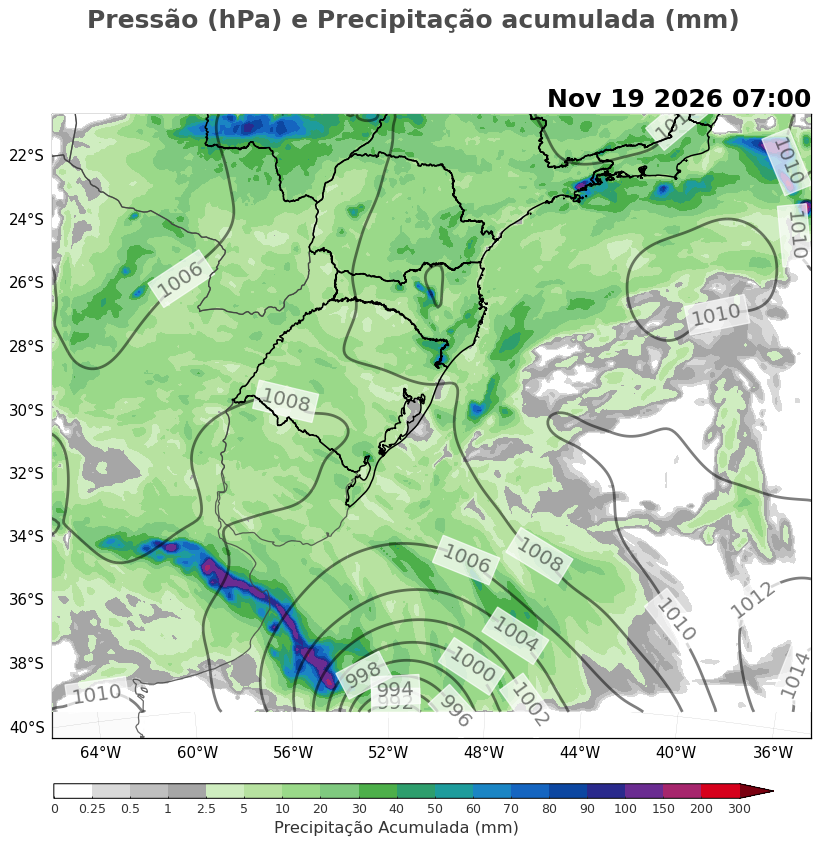 Pressão (hPa) e Precipitação acumulada (mm)
Nov 19 2026 07:00
22°S
24°S
26°S
28°S
30°S
32°S
34°S
36°S
38°S
40°S
1010
1010
1006
1010
1008
1006
1008
1004
1010
1012
1000
998
994
992
996
1002
1014
1010
64°W 60°W 56°W 52°W 48°W 44°W 40°W 36°W
0 0.25 0.5 1 2.5 5 10 20 30 40 50 60 70 80 90 100 150 200 300
Precipitação Acumulada (mm)